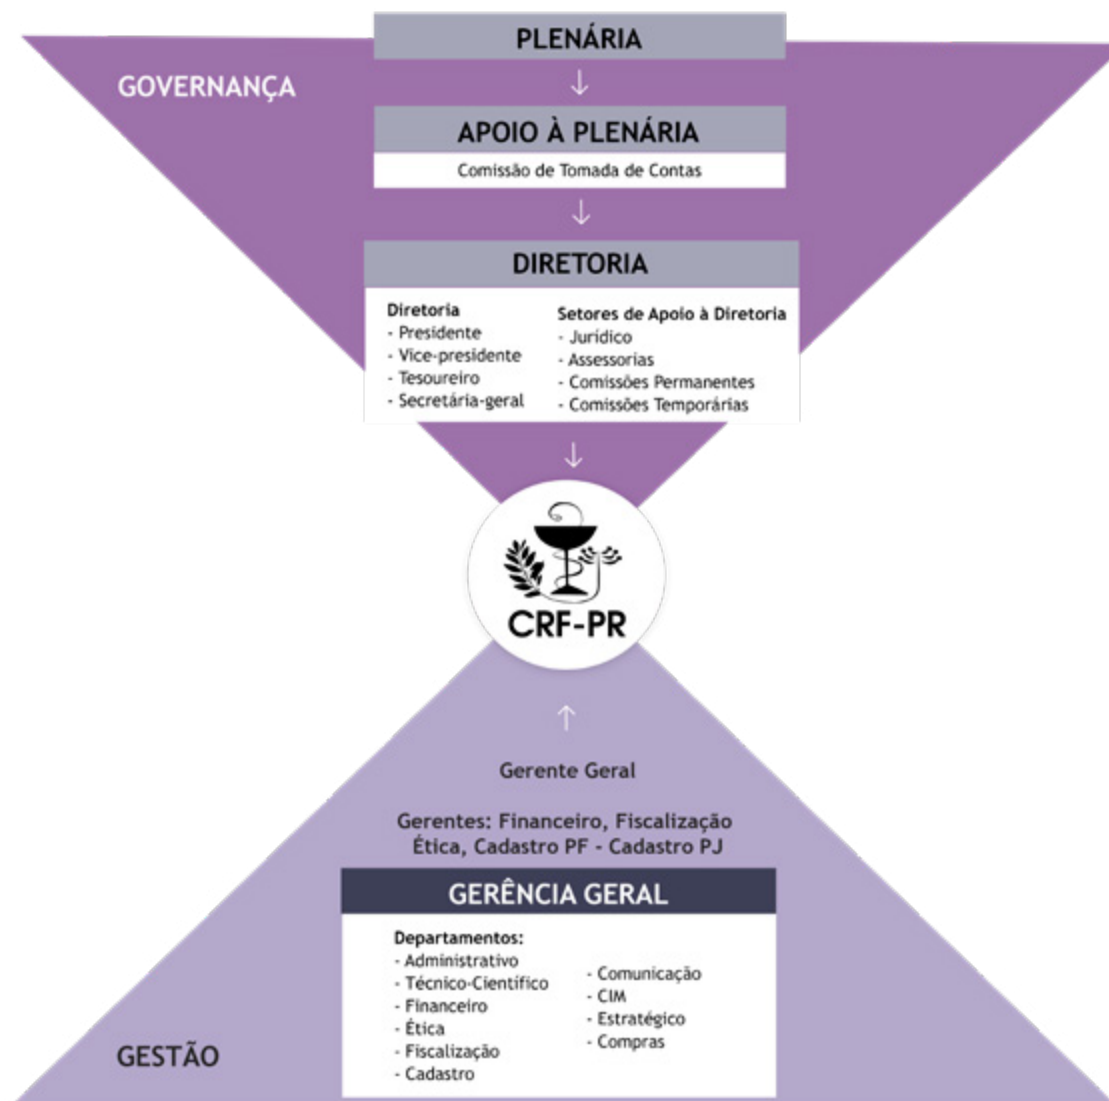 PLENÁRIA
GOVERNANÇA
APOIO À PLENÁRIA
Comissão de Tomada de Contas
DIRETORIA
Diretoria
- Presidente
- Vice-presidente
- Tesoureiro
- Secretária-geral
Setores de Apoio à Diretoria
- Jurídico
- Assessorias
- Comissões Permanentes
- Comissões Temporárias
CRF-PR
Gerente Geral
Gerentes: Financeiro, Fiscalização
Ética, Cadastro PF - Cadastro PJ
GERÊNCIA GERAL
Departamentos:
- Administrativo
- Técnico-Científico
- Financeiro
- Ética
- Fiscalização
- Cadastro
- Comunicação
- CIM
- Estratégico
- Compras
GESTÃO